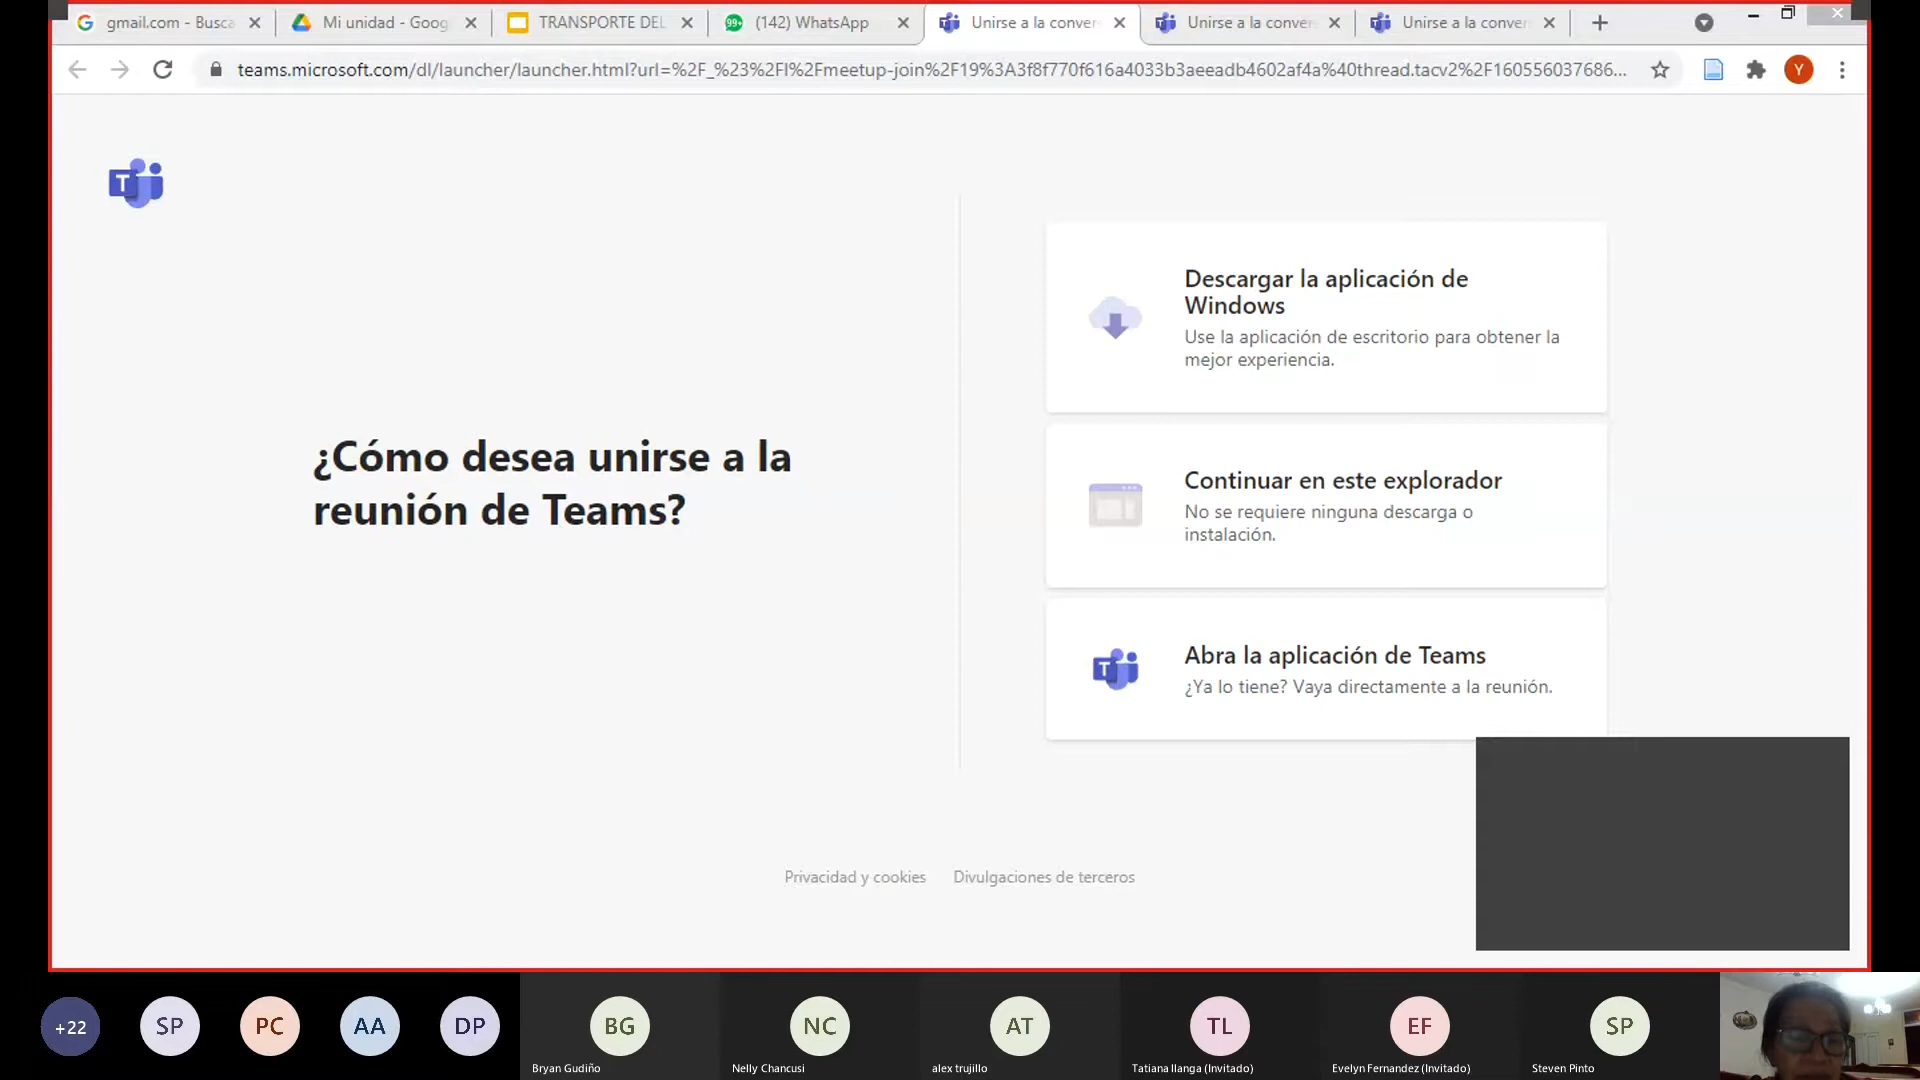 gmail.com - Busca
Mi unidad - Goog
TRANSPORTE DEL
99+
(142) WhatsApp
Unirse a la conver
Unirse a la conver
Unirse a la conver
teams.microsoft.com/dl/launcher/launcher.html?url=%2F_%23%2Fl%2Fmeetup-join%2F19%3A3f8f770f616a4033b3aeeadb4602af4a%40thread.tacv2%2F160556037686...
Y
T
¿Cómo desea unirse a la
reunión de Teams?
Descargar la aplicación de
Windows
Use la aplicación de escritorio para obtener la
mejor experiencia.
Continuar en este explorador
No se requiere ninguna descarga o
instalación.
T
Abra la aplicación de Teams
¿Ya lo tiene? Vaya directamente a la reunión.
Privacidad y cookies
Divulgaciones de terceros
+22
SP
PC
AA
DP
BG
Bryan Gudiño
NC
Nelly Chancusi
AT
alex trujillo
TL
Tatiana Ilanga (Invitado)
EF
Evelyn Fernandez (Invitado)
SP
Steven Pinto